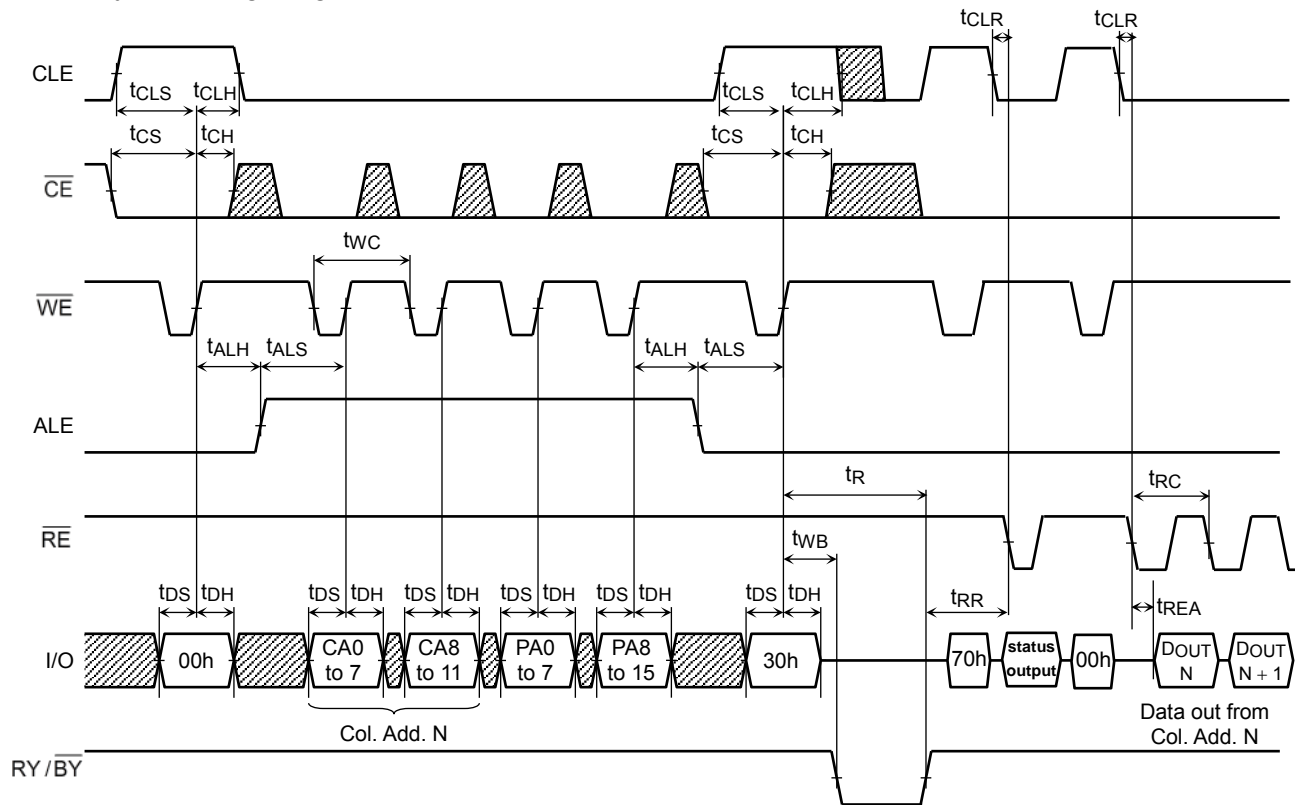 tCLR tCLR
CLE
tCLS tCLH tCLS tCLH
tCS tCH tCS tCH
CE
tWC
WE
tALH tALS tALH tALS
ALE
tR
tRC
RE
tWB
tDS tDH tDS tDH tDS tDH tDS tDH tDS tDH tDS tDH
tRR
tREA
I/O
00h
CA0 to 7
CA8 to 11
PA0 to 7
PA8 to 15
30h
70h
status output
00h
DOUT N
DOUT N + 1
Col. Add. N
Data out from
Col. Add. N
RY / BY